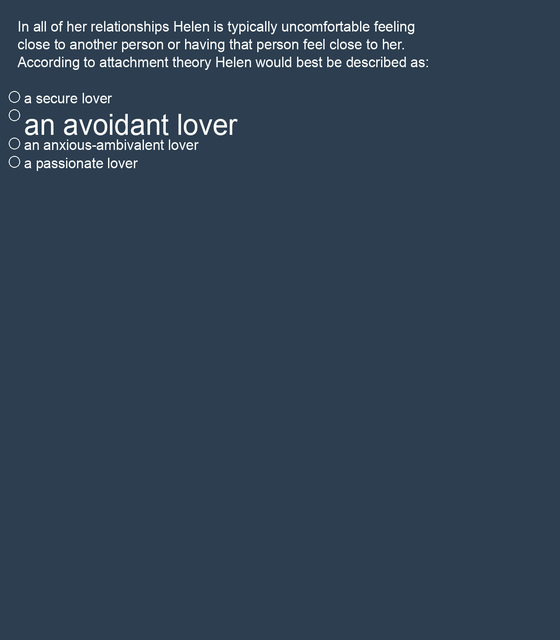 In all of her relationships Helen is typically uncomfortable feeling
close to another person or having that person feel close to her.
According to attachment theory Helen would best be described as:
a secure lover
an avoidant lover
an anxious-ambivalent lover
a passionate lover